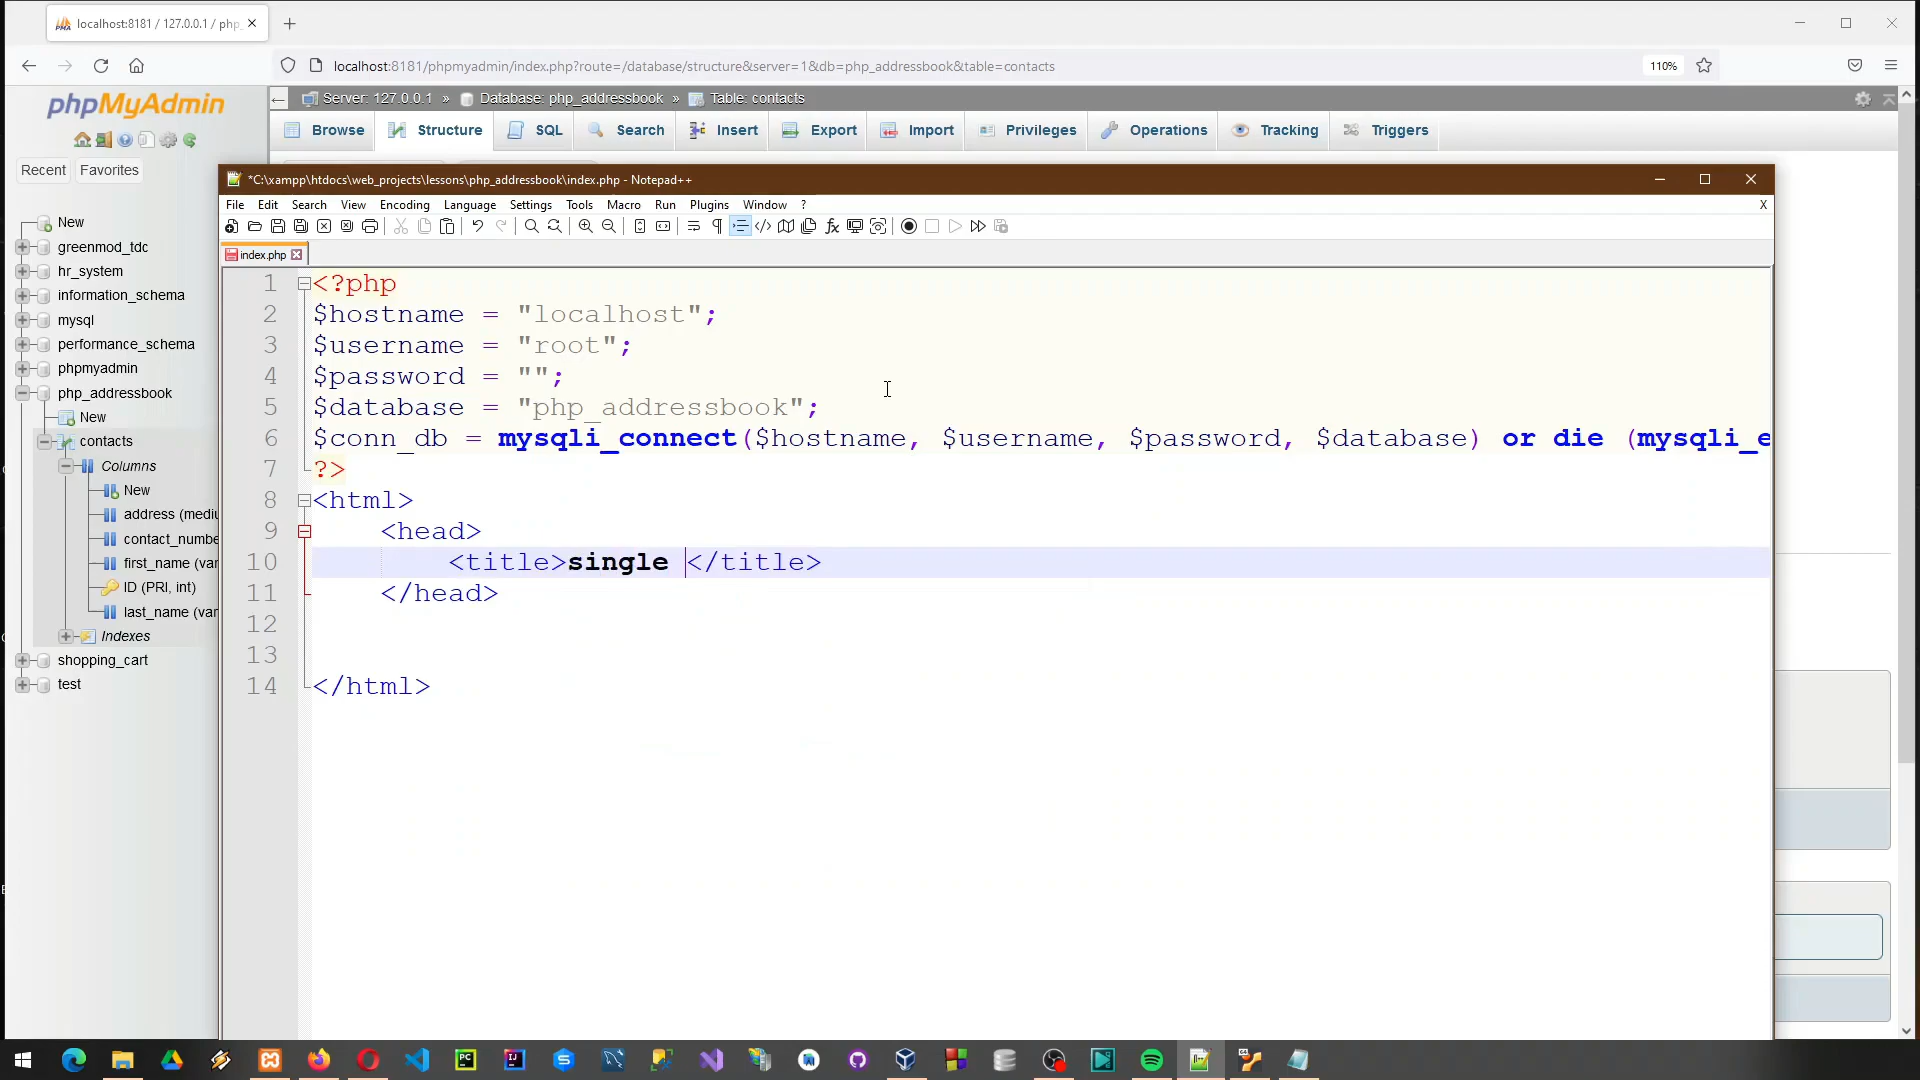 localhost:8181 / 127.0.0.1 / php_
localhost:8181/phpmyadmin/index.php?route=/database/structure&server=1&db=php_addressbook&table=contacts
110%
phpMyAdmin
Server: 127.0.0.1 » Database: php_addressbook » Table: contacts
Browse Structure SQL Search Insert Export Import Privileges Operations Tracking Triggers
Recent Favorites
New
greenmod_tdc
hr_system
information_schema
mysql
performance_schema
phpmyadmin
php_addressbook
New
contacts
Columns
New
address (mediu
contact_numbe
first_name (var
ID (PRI, int)
last_name (var
Indexes
shopping_cart
test
*C:\xampp\htdocs\web_projects\lessons\php_addressbook\index.php - Notepad++
File Edit Search View Encoding Language Settings Tools Macro Run Plugins Window ? X
index.php
1 <?php
2 $hostname = "localhost";
3 $username = "root";
4 $password = "";
5 $database = "php_addressbook";
6 $conn_db = mysqli_connect($hostname, $username, $password, $database) or die (mysqli_e
7 ?>
8 <html>
9 <head>
10 <title>single </title>
11 </head>
12
13
14 </html>